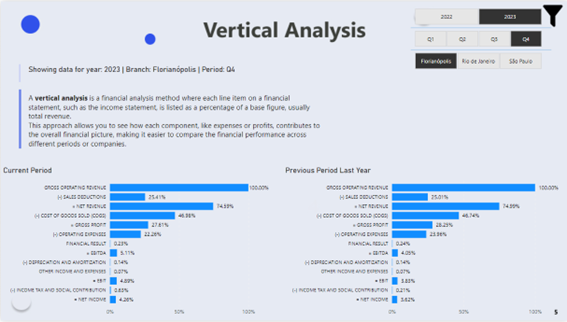 Vertical Analysis
2022 2023
Q1 Q2 Q3 Q4
Florianópolis Rio de Janeiro São Paulo
Showing data for year: 2023 | Branch: Florianópolis | Period: Q4
A vertical analysis is a financial analysis method where each line item on a financial
statement, such as the income statement, is listed as a percentage of a base figure, usually
total revenue.
This approach allows you to see how each component, like expenses or profits, contributes to
the overall financial picture, making it easier to compare the financial performance across
different periods or companies.
Current Period
GROSS OPERATING REVENUE 100.00%
(-) SALES DEDUCTIONS 25.41%
= NET REVENUE 74.59%
(-) COST OF GOODS SOLD (COGS)
= GROSS PROFIT 27.61%
(-) OPERATING EXPENSES 22.26%
FINANCIAL RESULT 0.23%
= EBITDA 5.11%
(-) DEPRECIATION AND AMORTIZATION 0.14%
OTHER INCOME AND EXPENSES 0.07%
= EBIT 4.89%
(-) INCOME TAX AND SOCIAL CONTRIBUTION 0.63%
= NET INCOME 4.26%
0% 50% 100%
Previous Period Last Year
GROSS OPERATING REVENUE 100.00%
(-) SALES DEDUCTIONS 25.01%
= NET REVENUE 74.99%
(-) COST OF GOODS SOLD (COGS) 46.74%
= GROSS PROFIT 28.25%
(-) OPERATING EXPENSES 23.96%
FINANCIAL RESULT 0.24%
= EBITDA 4.05%
(-) DEPRECIATION AND AMORTIZATION 0.14%
OTHER INCOME AND EXPENSES 0.07%
= EBIT 3.83%
(-) INCOME TAX AND SOCIAL CONTRIBUTION 0.21%
= NET INCOME 3.62%
0% 50% 100%
$